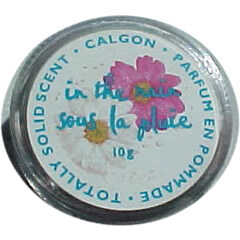 TOTALLY SOLID SCENT · CALGON · PARFUM EN POMMADE ·
in the rain
sous la pluie
10g